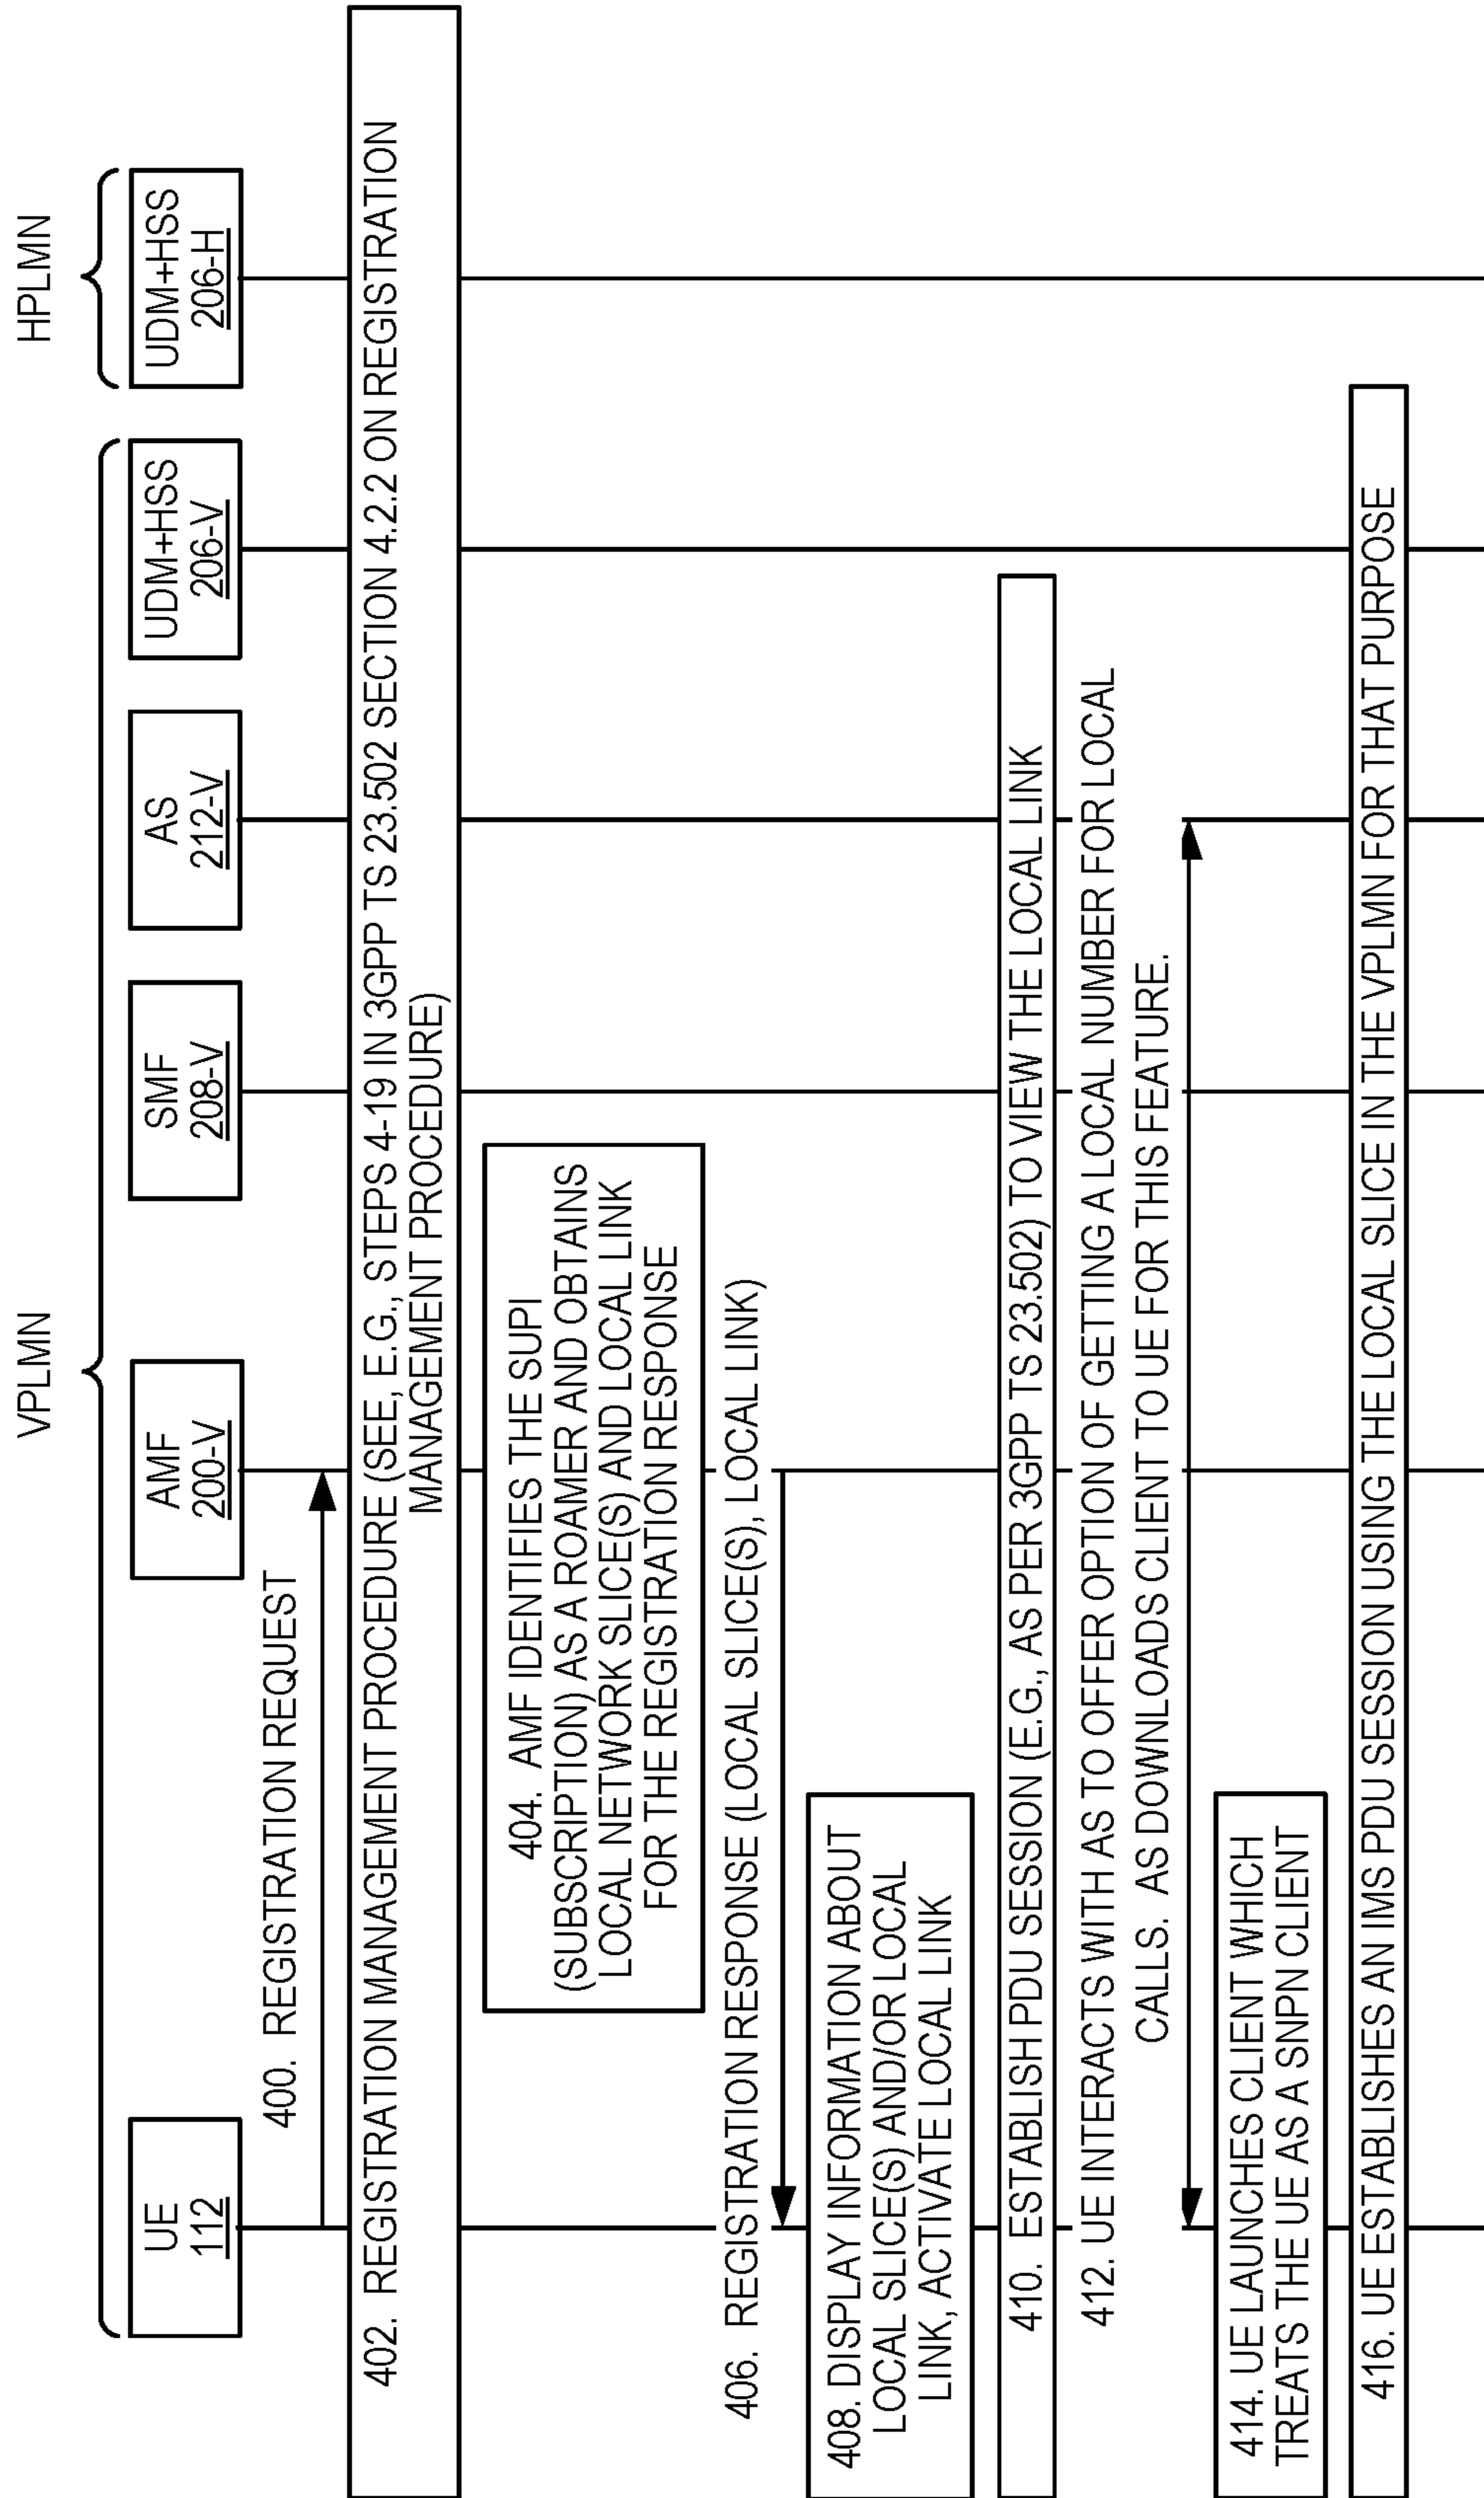 VPLMN
HPLMN
UE
112
AMF
200-V
SMF
208-V
AS
212-V
UDM+HSS
206-V
UDM+HSS
206-H
400. REGISTRATION REQUEST
402. REGISTRATION MANAGEMENT PROCEDURE (SEE, E.G., STEPS 4-19 IN 3GPP TS 23.502 SECTION 4.2.2 ON REGISTRATION
MANAGEMENT PROCEDURE)
404. AMF IDENTIFIES THE SUPI
(SUBSCRIPTION) AS A ROAMER AND OBTAINS
LOCAL NETWORK SLICE(S) AND LOCAL LINK
FOR THE REGISTRATION RESPONSE
406. REGISTRATION RESPONSE (LOCAL SLICE(S), LOCAL LINK)
408. DISPLAY INFORMATION ABOUT
LOCAL SLICE(S) AND/OR LOCAL
LINK, ACTIVATE LOCAL LINK
410. ESTABLISH PDU SESSION (E.G., AS PER 3GPP TS 23.502) TO VIEW THE LOCAL LINK
412. UE INTERACTS WITH AS TO OFFER OPTION OF GETTING A LOCAL NUMBER FOR LOCAL
CALLS. AS DOWNLOADS CLIENT TO UE FOR THIS FEATURE.
414. UE LAUNCHES CLIENT WHICH
TREATS THE UE AS A SNPN CLIENT
416. UE ESTABLISHES AN IMS PDU SESSION USING THE LOCAL SLICE IN THE VPLMN FOR THAT PURPOSE